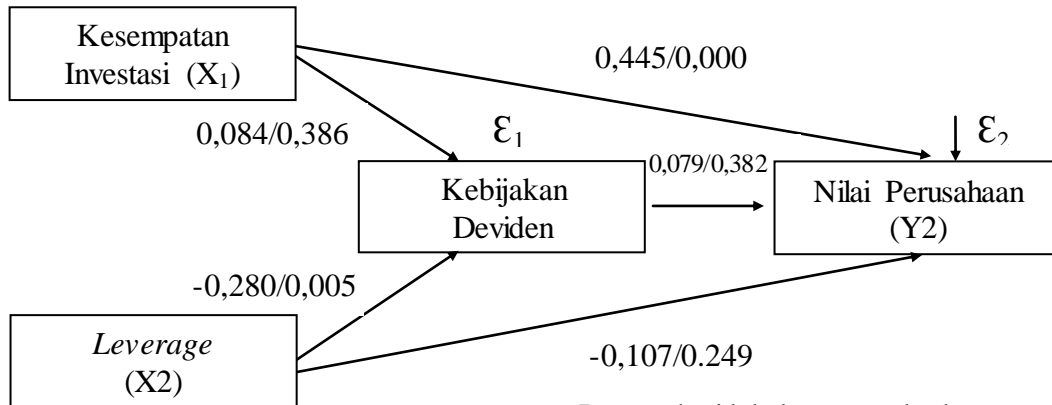 Kesempatan
Investasi (X₁)
0,445/0,000
0,084/0,386
Ɛ₁
Ɛ₂
0,079/0,382
Kebijakan
Deviden
Nilai Perusahaan
(Y2)
-0,280/0,005
Leverage
(X2)
-0,107/0.249